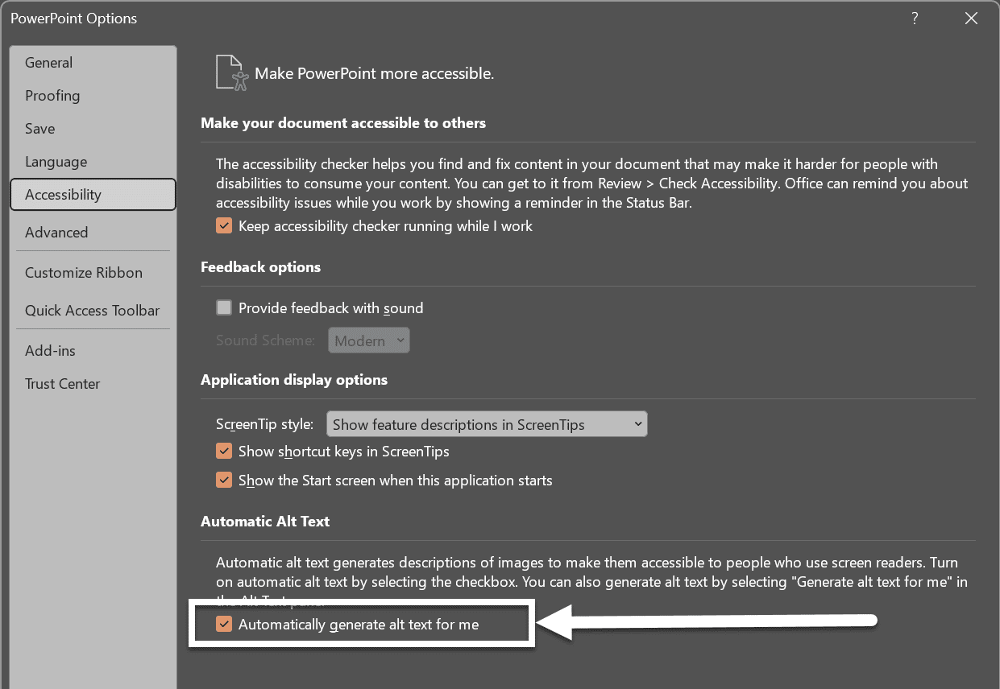 PowerPoint Options
?
General
Proofing
Save
Language
Accessibility
Advanced
Customize Ribbon
Quick Access Toolbar
Add-ins
Trust Center
Make PowerPoint more accessible.
Make your document accessible to others
The accessibility checker helps you find and fix content in your document that may make it harder for people with
disabilities to consume your content. You can get to it from Review > Check Accessibility. Office can remind you about
accessibility issues while you work by showing a reminder in the Status Bar.
Keep accessibility checker running while I work
Feedback options
Provide feedback with sound
Sound Scheme: Modern
Application display options
ScreenTip style: Show feature descriptions in ScreenTips
Show shortcut keys in ScreenTips
Show the Start screen when this application starts
Automatic Alt Text
Automatic alt text generates descriptions of images to make them accessible to people who use screen readers. Turn
on automatic alt text by selecting the checkbox. You can also generate alt text by selecting "Generate alt text for me" in
the Alt Text pane.
Automatically generate alt text for me